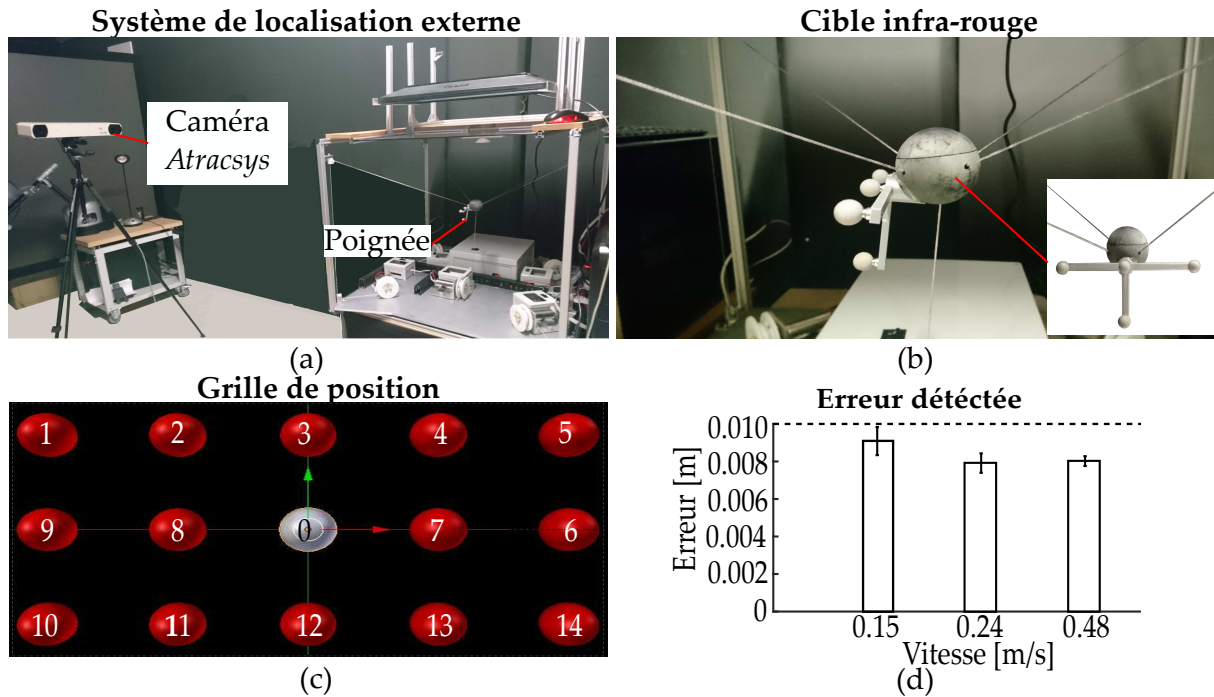 Système de localisation externe
Caméra
Atracsys
Poignée
(a)
Cible infra-rouge
(b)
Grille de position
1 2 3 4 5
9 8 0 7 6
10 11 12 13 14
(c)
Erreur détéctée
Erreur [m]
0.010
0.008
0.006
0.004
0.002
0
0.15 0.24 0.48
Vitesse [m/s]
(d)